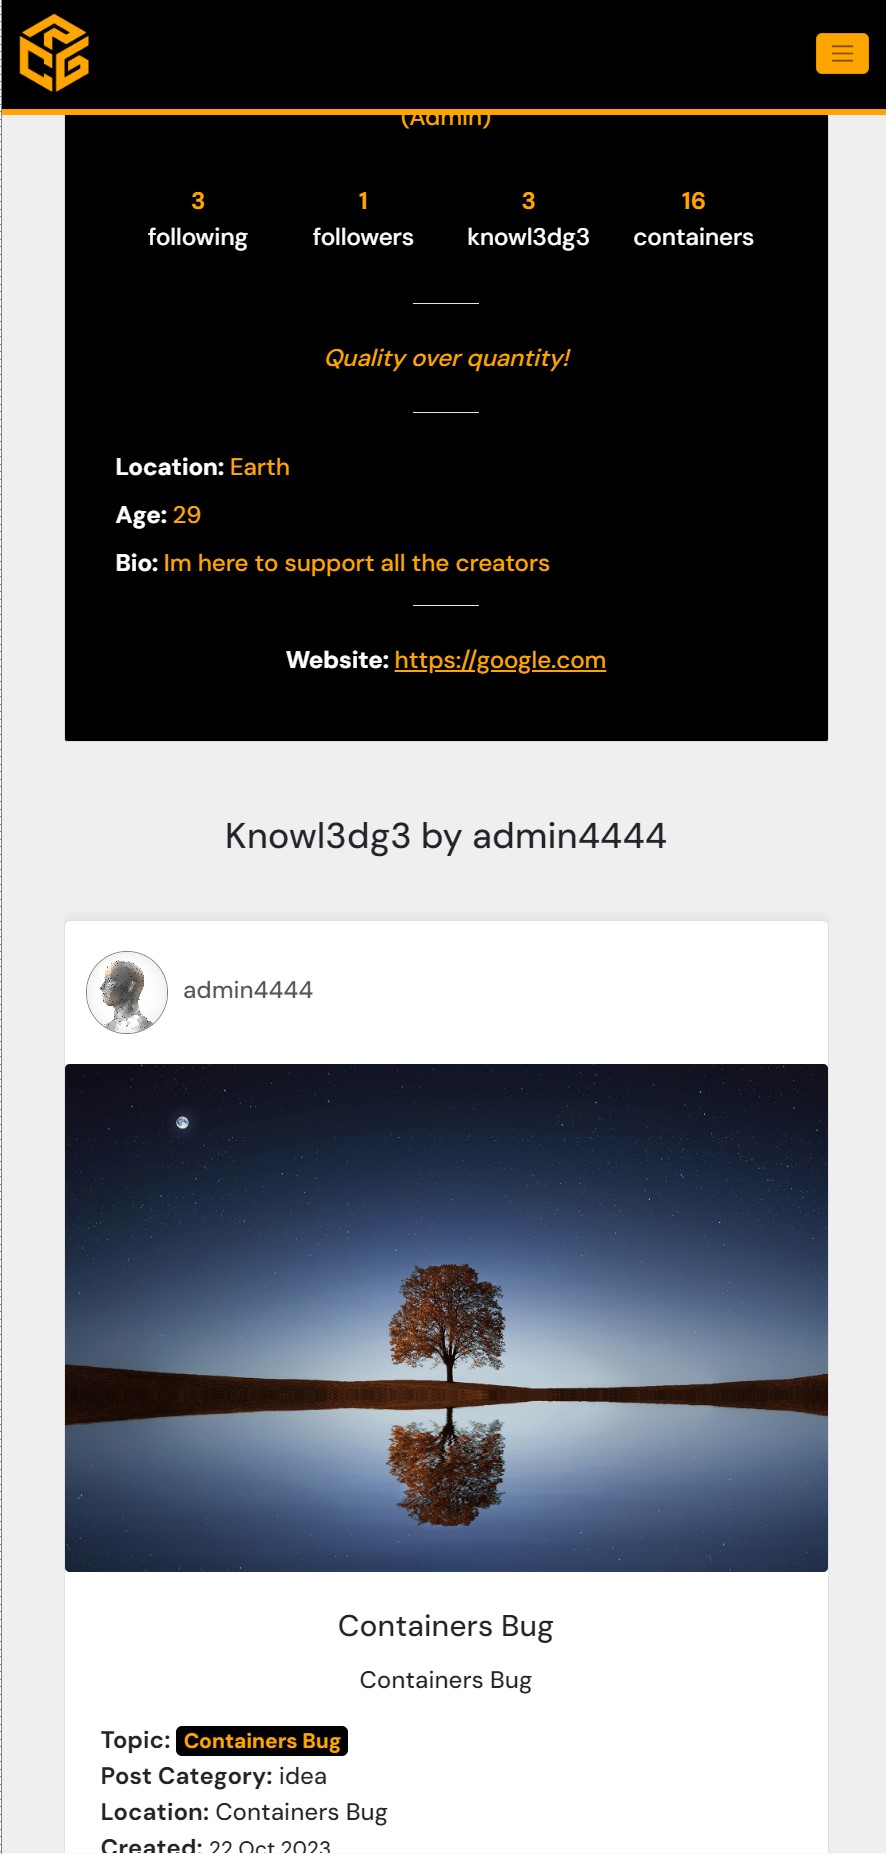 (Admin)
3 1 3 16
following followers knowl3dg3 containers
Quality over quantity!
Location: Earth
Age: 29
Bio: Im here to support all the creators
Website: https://google.com
Knowl3dg3 by admin4444
admin4444
Containers Bug
Containers Bug
Topic: Containers Bug
Post Category: idea
Location: Containers Bug
Created: 22 Oct 2023